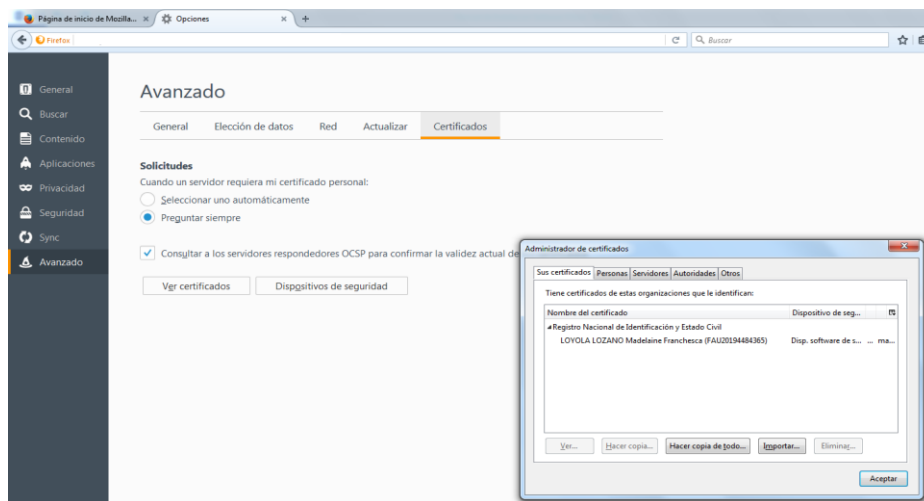 Página de inicio de Mozilla...
Opciones
Firefox
Buscar
General
Buscar
Contenido
Aplicaciones
Privacidad
Seguridad
Sync
Avanzado
Avanzado
General Elección de datos Red Actualizar Certificados
Solicitudes
Cuando un servidor requiera mi certificado personal:
Seleccionar uno automáticamente
Preguntar siempre
Consultar a los servidores respondedores OCSP para confirmar la validez actual de
Ver certificados Dispositivos de seguridad
Administrador de certificados
Sus certificados Personas Servidores Autoridades Otros
Tiene certificados de estas organizaciones que le identifican:
Nombre del certificado Dispositivo de seg...
Registro Nacional de Identificación y Estado Civil
LOYOLA LOZANO Madelaine Franchesca (FAU20194484365) Disp. software de s... ... ma...
Ver... Hacer copia... Hacer copia de todo... Importar... Eliminar...
Aceptar